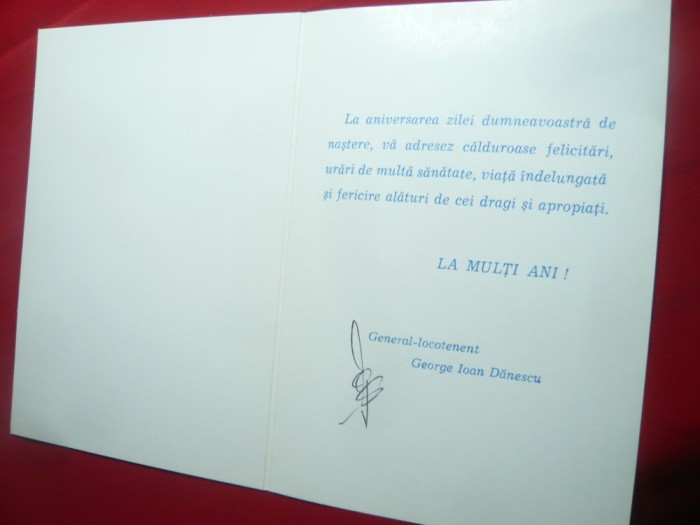 La aniversarea zilei dumneavoastră de
naștere, vă adresez călduroase felicitări,
urări de multă sănătate, viață îndelungată
și fericire alături de cei dragi și apropiați.
LA MULȚI ANI !
General-locotenent
George Ioan Dănescu